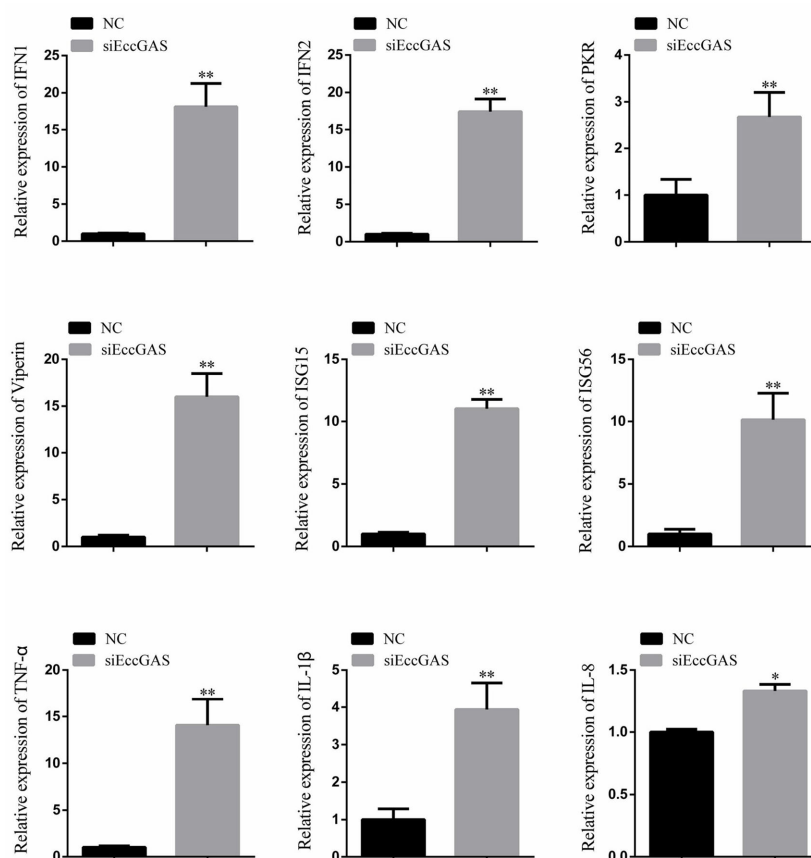 NC
siEccGAS
Relative expression of IFN1
25
20
15
10
5
0
**
NC
siEccGAS
Relative expression of IFN2
25
20
15
10
5
0
**
NC
siEccGAS
Relative expression of PKR
4
3
2
1
0
**
NC
siEccGAS
Relative expression of Viperin
20
15
10
5
0
**
NC
siEccGAS
Relative expression of ISG15
15
10
5
0
**
NC
siEccGAS
Relative expression of ISG56
15
10
5
0
**
NC
siEccGAS
Relative expression of TNF-α
20
15
10
5
0
**
NC
siEccGAS
Relative expression of IL-1β
5
4
3
2
1
0
**
NC
siEccGAS
Relative expression of IL-8
1.5
1.0
0.5
0.0
*